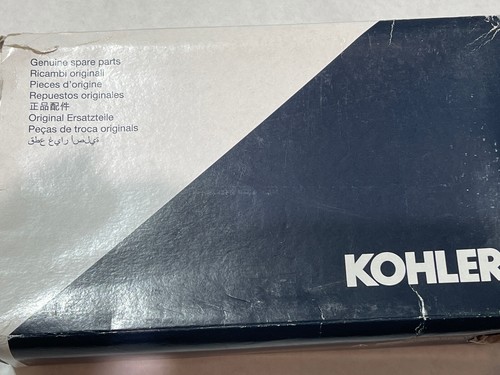 Genuine spare parts
Ricambi originali
Pieces d'origine
Repuestos originales
正品配件
Original Ersatzteile
Peças de troca originais
قطع غيار أصلية
KOHLER